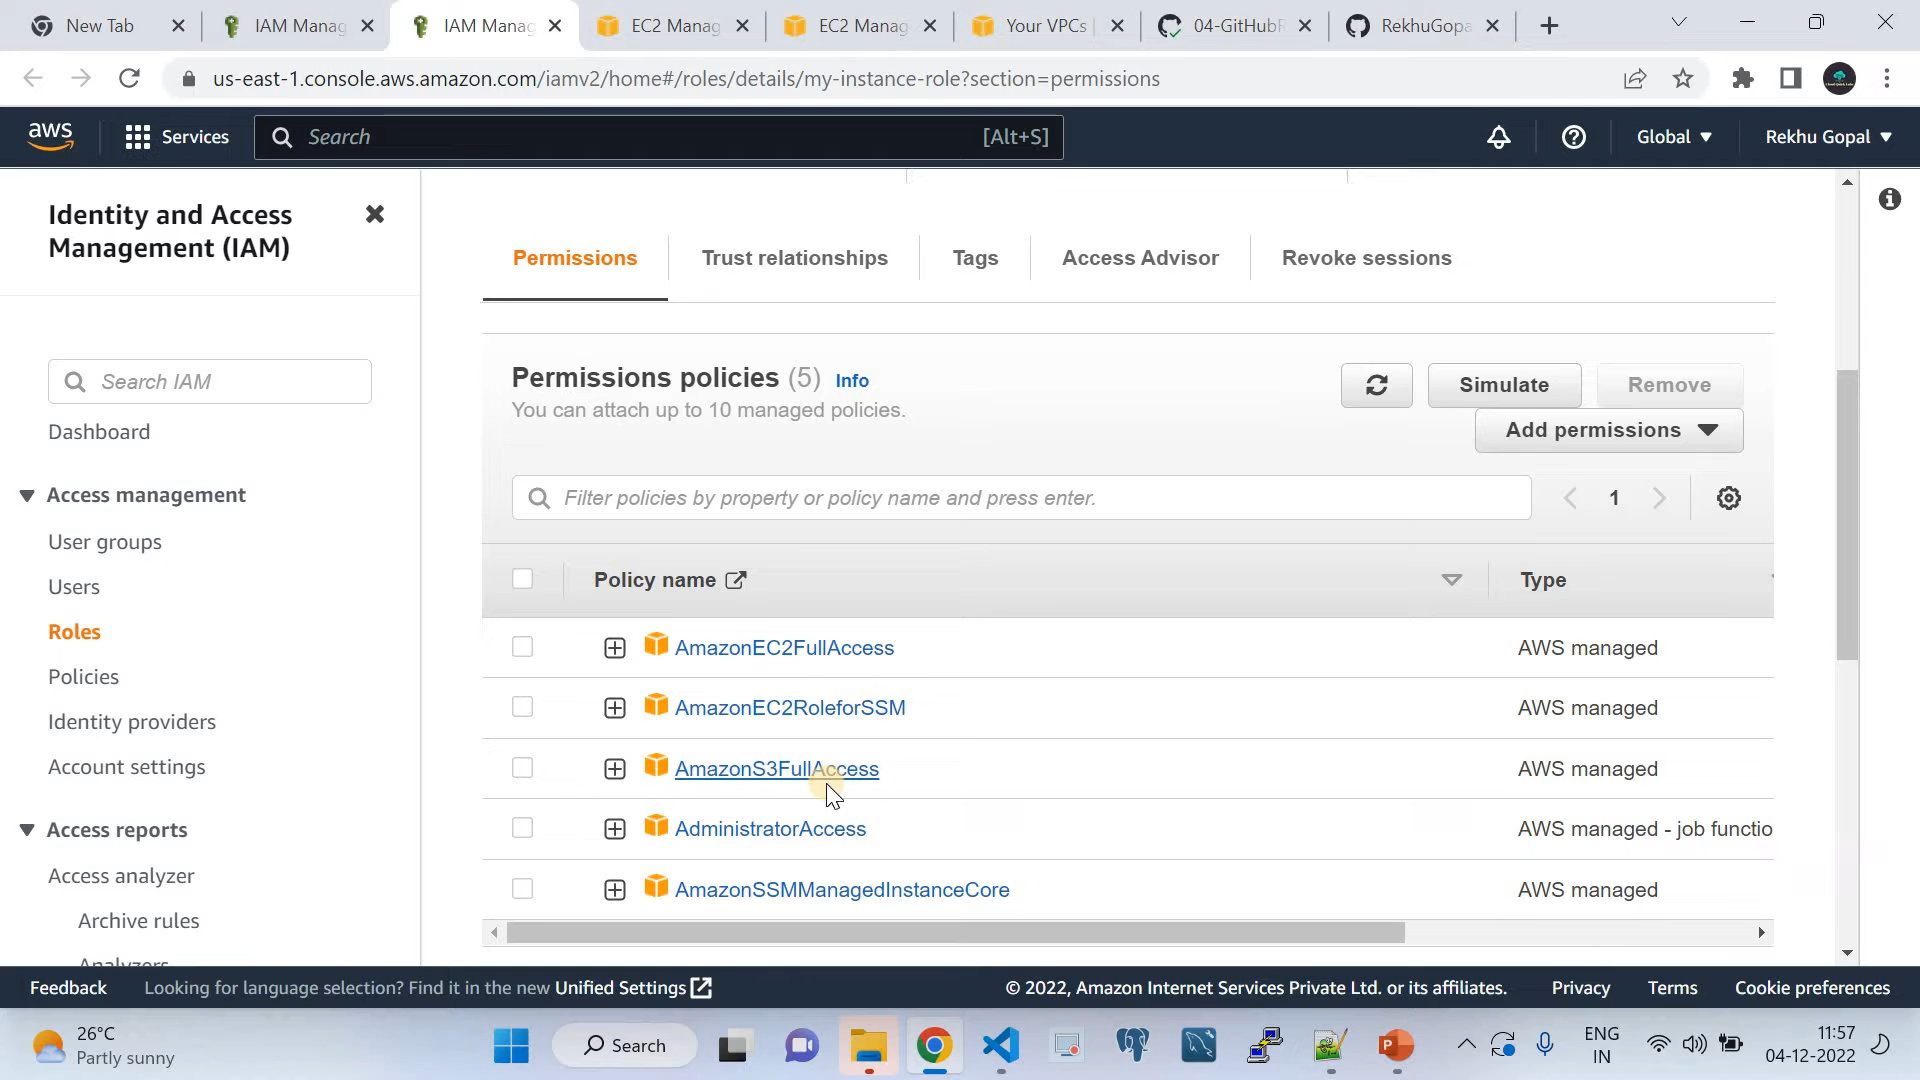 New Tab
IAM Manag
IAM Manag
EC2 Manag
EC2 Manag
Your VPCs
04-GitHubR
RekhuGopa
us-east-1.console.aws.amazon.com/iamv2/home#/roles/details/my-instance-role?section=permissions
aws
Services
Search
[Alt+S]
Global
Rekhu Gopal
Identity and Access
Management (IAM)
Search IAM
Dashboard
Access management
User groups
Users
Roles
Policies
Identity providers
Account settings
Access reports
Access analyzer
Archive rules
Analyzers
Permissions
Trust relationships
Tags
Access Advisor
Revoke sessions
Permissions policies (5) Info
You can attach up to 10 managed policies.
Simulate
Remove
Add permissions
Filter policies by property or policy name and press enter.
1
Policy name
Type
AmazonEC2FullAccess
AWS managed
AmazonEC2RoleforSSM
AWS managed
AmazonS3FullAccess
AWS managed
AdministratorAccess
AWS managed - job functio
AmazonSSMManagedInstanceCore
AWS managed
Feedback
Looking for language selection? Find it in the new Unified Settings
© 2022, Amazon Internet Services Private Ltd. or its affiliates.
Privacy
Terms
Cookie preferences
26°C
Partly sunny
Search
ENG
IN
11:57
04-12-2022